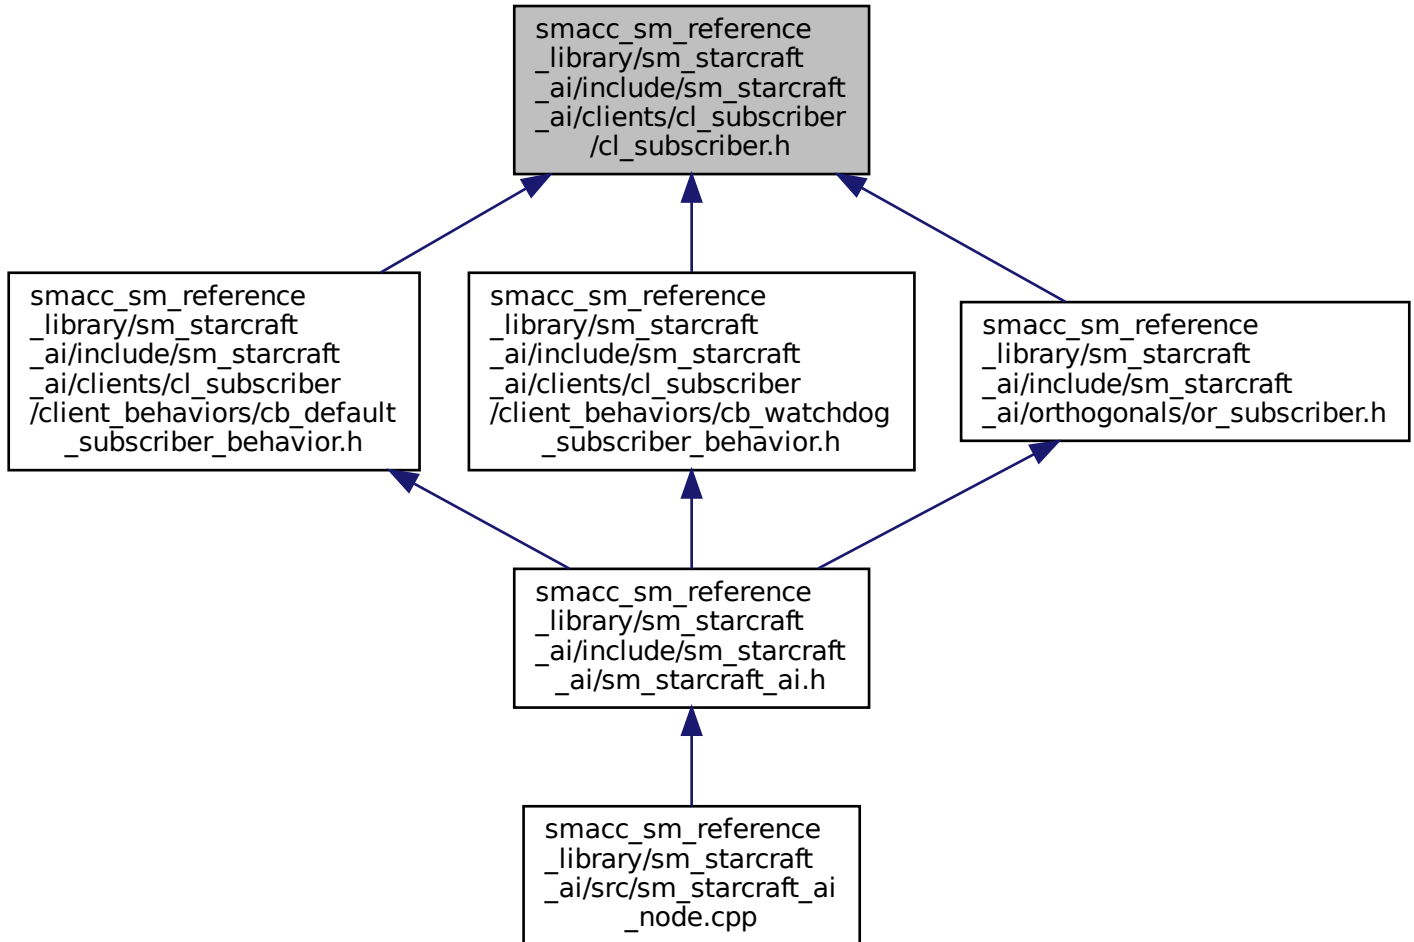 smacc_sm_reference
_library/sm_starcraft
_ai/include/sm_starcraft
_ai/clients/cl_subscriber
/cl_subscriber.h
smacc_sm_reference
_library/sm_starcraft
_ai/include/sm_starcraft
_ai/clients/cl_subscriber
/client_behaviors/cb_default
_subscriber_behavior.h
smacc_sm_reference
_library/sm_starcraft
_ai/include/sm_starcraft
_ai/clients/cl_subscriber
/client_behaviors/cb_watchdog
_subscriber_behavior.h
smacc_sm_reference
_library/sm_starcraft
_ai/include/sm_starcraft
_ai/orthogonals/or_subscriber.h
smacc_sm_reference
_library/sm_starcraft
_ai/include/sm_starcraft
_ai/sm_starcraft_ai.h
smacc_sm_reference
_library/sm_starcraft
_ai/src/sm_starcraft_ai
_node.cpp